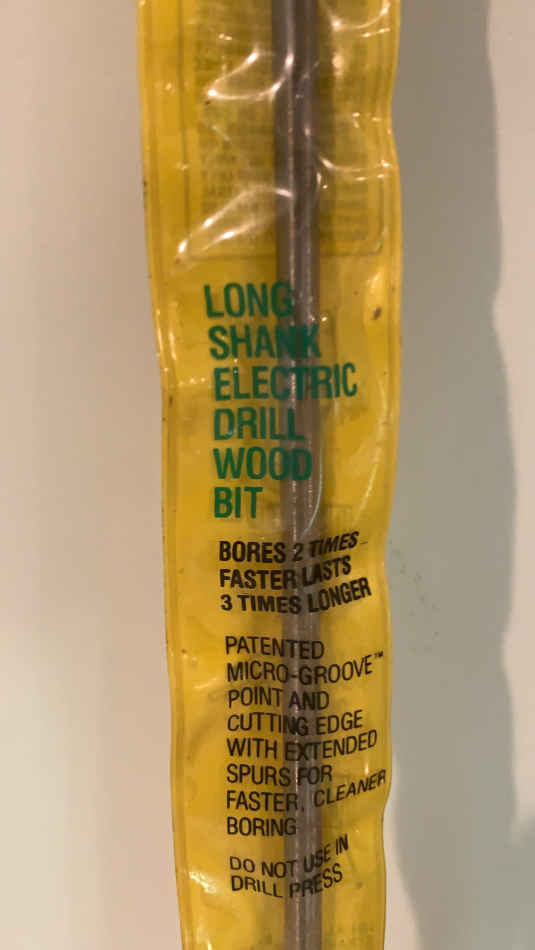 LONG
SHANK
ELECTRIC
DRILL
WOOD
BIT
BORES 2 TIMES
FASTER LASTS
3 TIMES LONGER
PATENTED
MICRO-GROOVE™
POINT AND
CUTTING EDGE
WITH EXTENDED
SPURS FOR
FASTER, CLEANER
BORING
DO NOT USE IN
DRILL PRESS